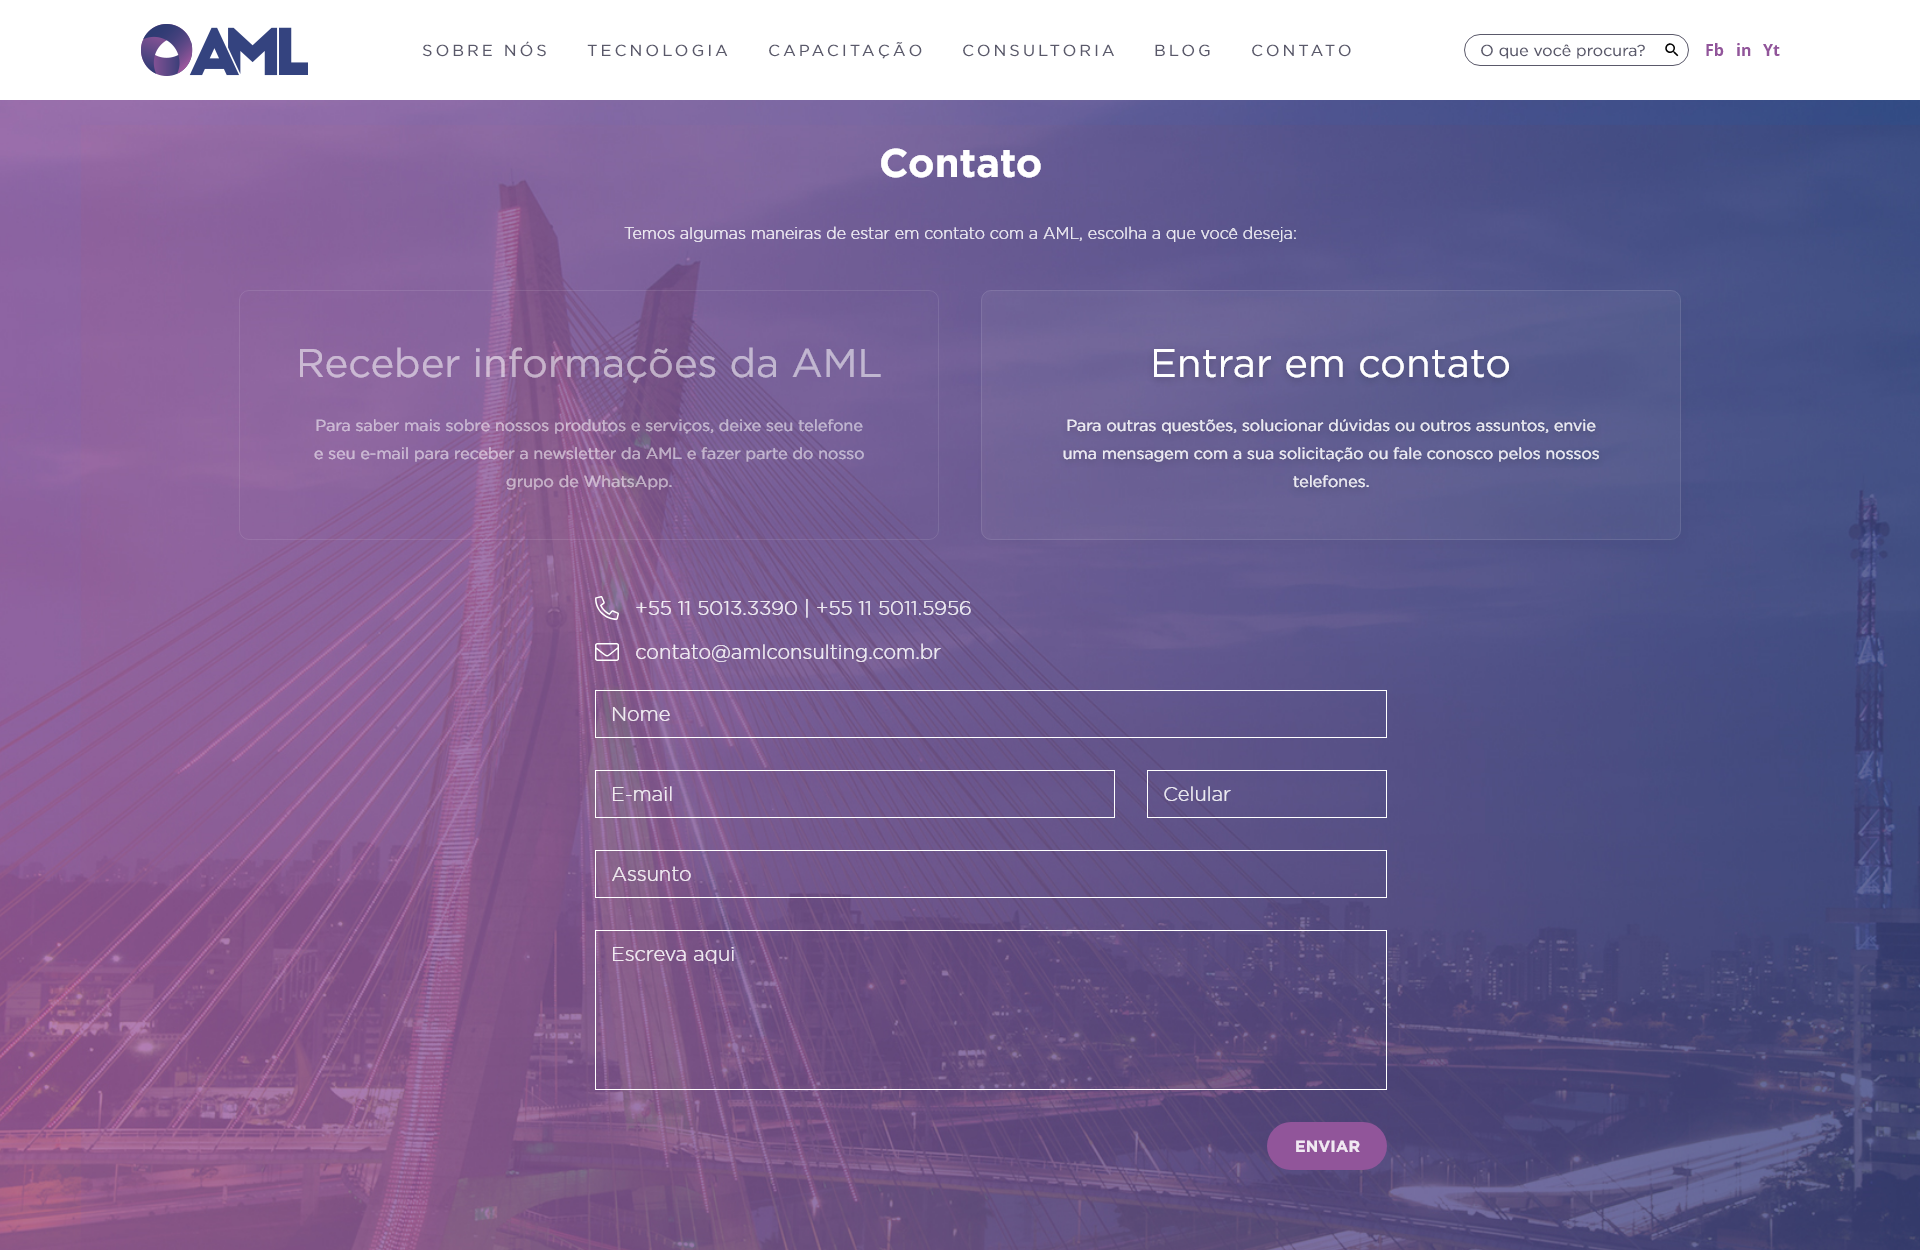 AML
SOBRE NÓS
TECNOLOGIA
CAPACITAÇÃO
CONSULTORIA
BLOG
CONTATO
O que você procura?
Fb in Yt
Contato
Temos algumas maneiras de estar em contato com a AML, escolha a que você deseja:
Receber informações da AML
Para saber mais sobre nossos produtos e serviços, deixe seu telefone
e seu e-mail para receber a newsletter da AML e fazer parte do nosso
grupo de WhatsApp.
Entrar em contato
Para outras questões, solucionar dúvidas ou outros assuntos, envie
uma mensagem com a sua solicitação ou fale conosco pelos nossos
telefones.
+55 11 5013.3390 | +55 11 5011.5956
contato@amlconsulting.com.br
Nome
E-mail
Celular
Assunto
Escreva aqui
ENVIAR